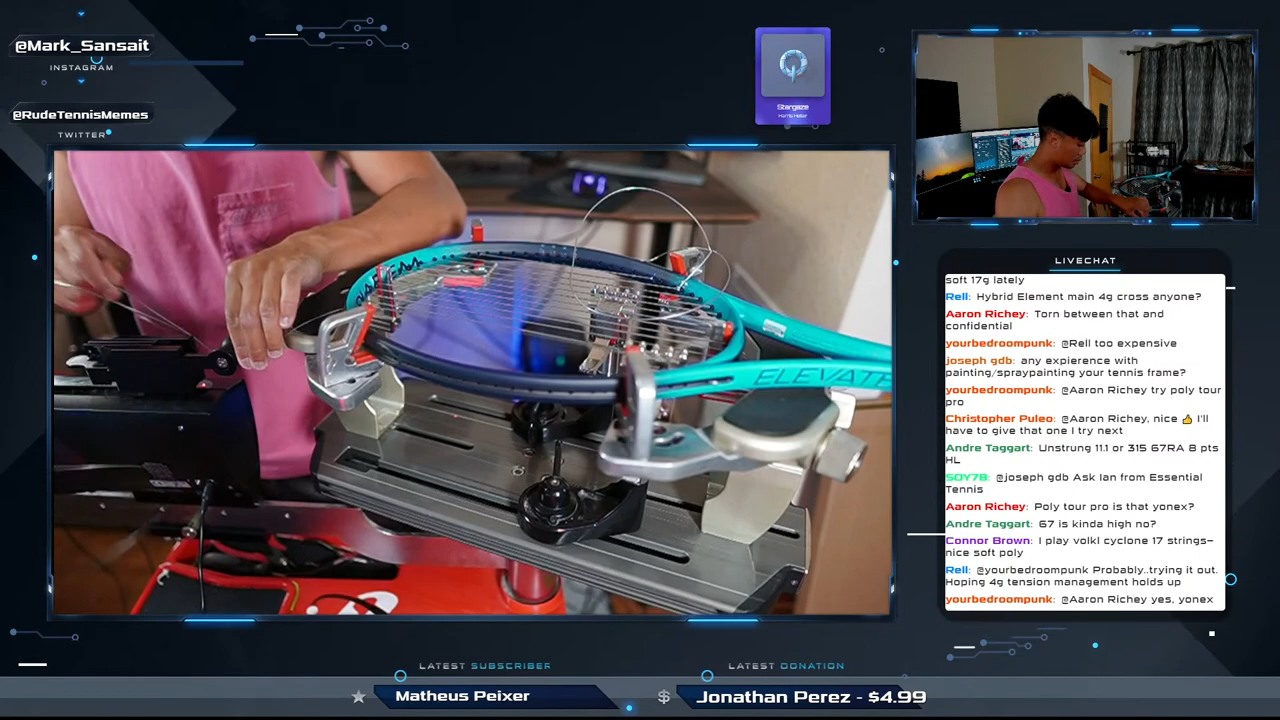 @Mark_Sansait
INSTAGRAM
@RudeTennisMemes
TWITTER
Stargaze
ELEVATE
LIVECHAT
soft 17g lately
Rell: Hybrid Element main 4g cross anyone?
Aaron Richey: Torn between that and
confidential
yourbedroompunk: @Rell too expensive
joseph gdb: any expierence with
painting/spraypainting your tennis frame?
yourbedroompunk: @Aaron Richey try poly tour
pro
Christopher Puleo: @Aaron Richey, nice 👍 I'll
have to give that one I try next
Andre Taggart: Unstrung 11.1 or 315 67RA 8 pts
HL
SOY78: @joseph gdb Ask Ian from Essential
Tennis
Aaron Richey: Poly tour pro is that yonex?
Andre Taggart: 67 is kinda high no?
Connor Brown: I play volkl cyclone 17 strings–
nice soft poly
Rell: @yourbedroompunk Probably..trying it out.
Hoping 4g tension management holds up
yourbedroompunk: @Aaron Richey yes, yonex
LATEST SUBSCRIBER
Matheus Peixer
LATEST DONATION
$ Jonathan Perez - $4.99